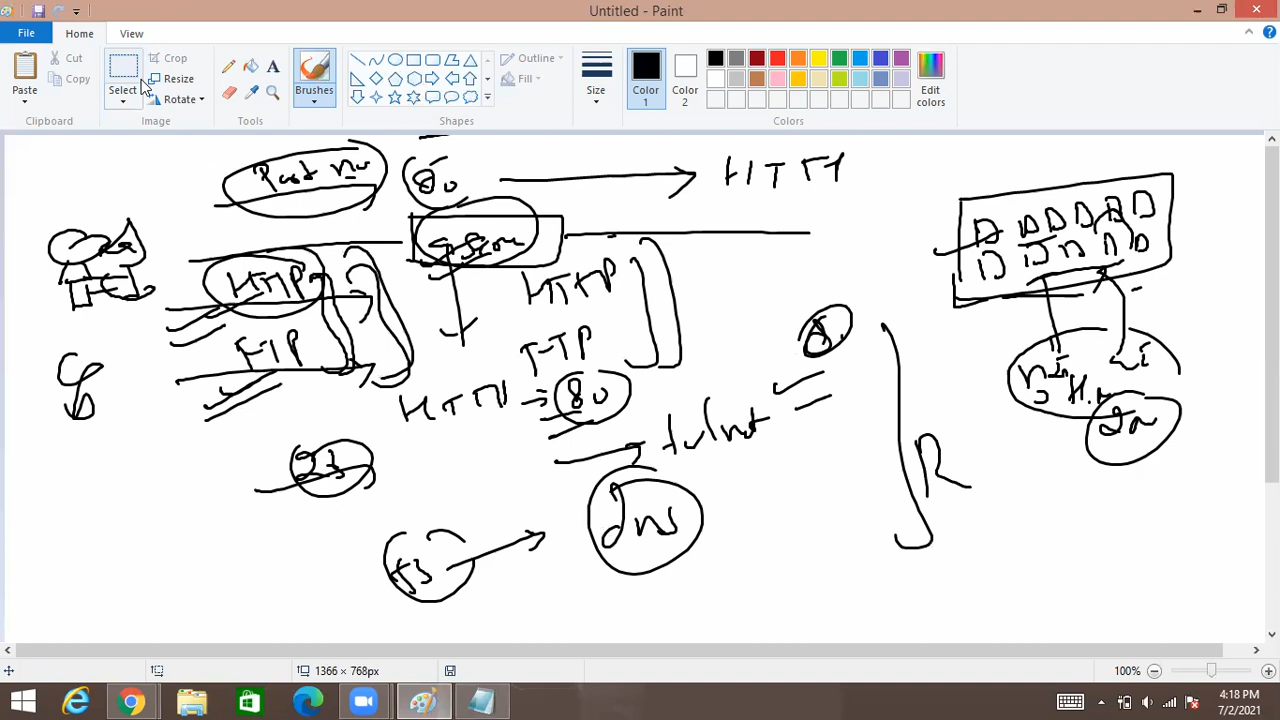 Untitled - Paint
File Home View
Cut
Copy
Paste
Clipboard
Select
Crop
Resize
Rotate
Image
Tools
Brushes
Outline
Fill
Shapes
Size
Color 1
Color 2
Edit colors
Colors
Port no 80 HTTP
HTTP HTTP
FTP
HTTP 80
telnet
23
53 dns
R
1366 × 768px
100%
4:18 PM
7/2/2021